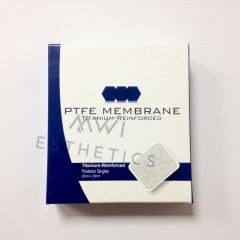 PTFE MEMBRANE
TITANIUM-REINFORCED
MWI
ESTHETICS
Titanium-Reinforced
Posterior Singles